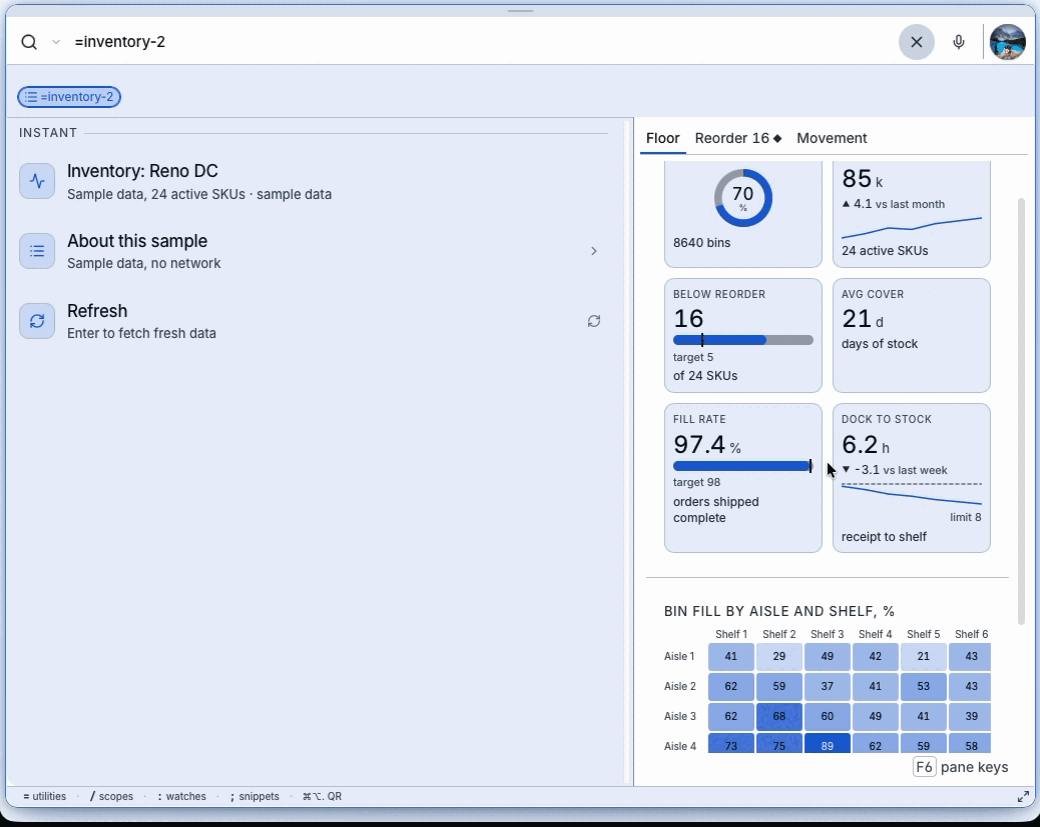 =inventory-2
=inventory-2
INSTANT
Inventory: Reno DC
Sample data, 24 active SKUs · sample data
About this sample
Sample data, no network
Refresh
Enter to fetch fresh data
Floor Reorder 16 ◆ Movement
70
%
8640 bins
85 k
▲ 4.1 vs last month
24 active SKUs
BELOW REORDER
16
target 5
of 24 SKUs
AVG COVER
21 d
days of stock
FILL RATE
97.4 %
target 98
orders shipped
complete
DOCK TO STOCK
6.2 h
▼ -3.1 vs last week
limit 8
receipt to shelf
BIN FILL BY AISLE AND SHELF, %
Shelf 1 Shelf 2 Shelf 3 Shelf 4 Shelf 5 Shelf 6
Aisle 1 41 29 49 42 21 43
Aisle 2 62 59 37 41 53 43
Aisle 3 62 68 60 49 41 39
Aisle 4 73 75 89 62 59 58
F6 pane keys
= utilities · / scopes · : watches · ; snippets · ⌘⌥. QR